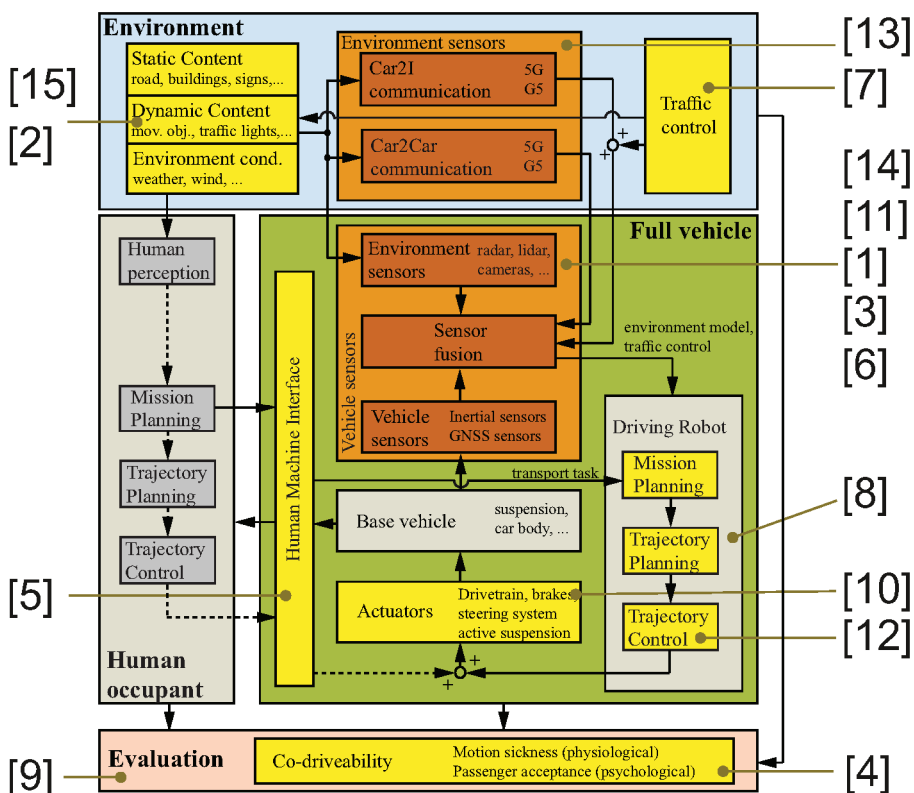 Environment
Static Content
road, buildings, signs,...
Dynamic Content
mov. obj., traffic lights,...
Environment cond.
weather, wind, ...
Environment sensors
Car2I
communication
5G
G5
Car2Car
communication
5G
G5
Traffic
control
+
+
[15]
[2]
[13]
[7]
[14]
[11]
[1]
[3]
[6]
Human
perception
Mission
Planning
Trajectory
Planning
Trajectory
Control
Human
occupant
[5]
Full vehicle
Human Machine Interface
Vehicle sensors
Environment
sensors
radar, lidar,
cameras, ...
Sensor
fusion
Vehicle
sensors
Inertial sensors
GNSS sensors
environment model,
traffic control
transport task
Base vehicle
suspension,
car body, ...
Actuators
Drivetrain, brakes
steering system
active suspension
+
+
Driving Robot
Mission
Planning
Trajectory
Planning
Trajectory
Control
[8]
[10]
[12]
Evaluation
Co-driveability
Motion sickness (physiological)
Passenger acceptance (psychological)
[9]
[4]